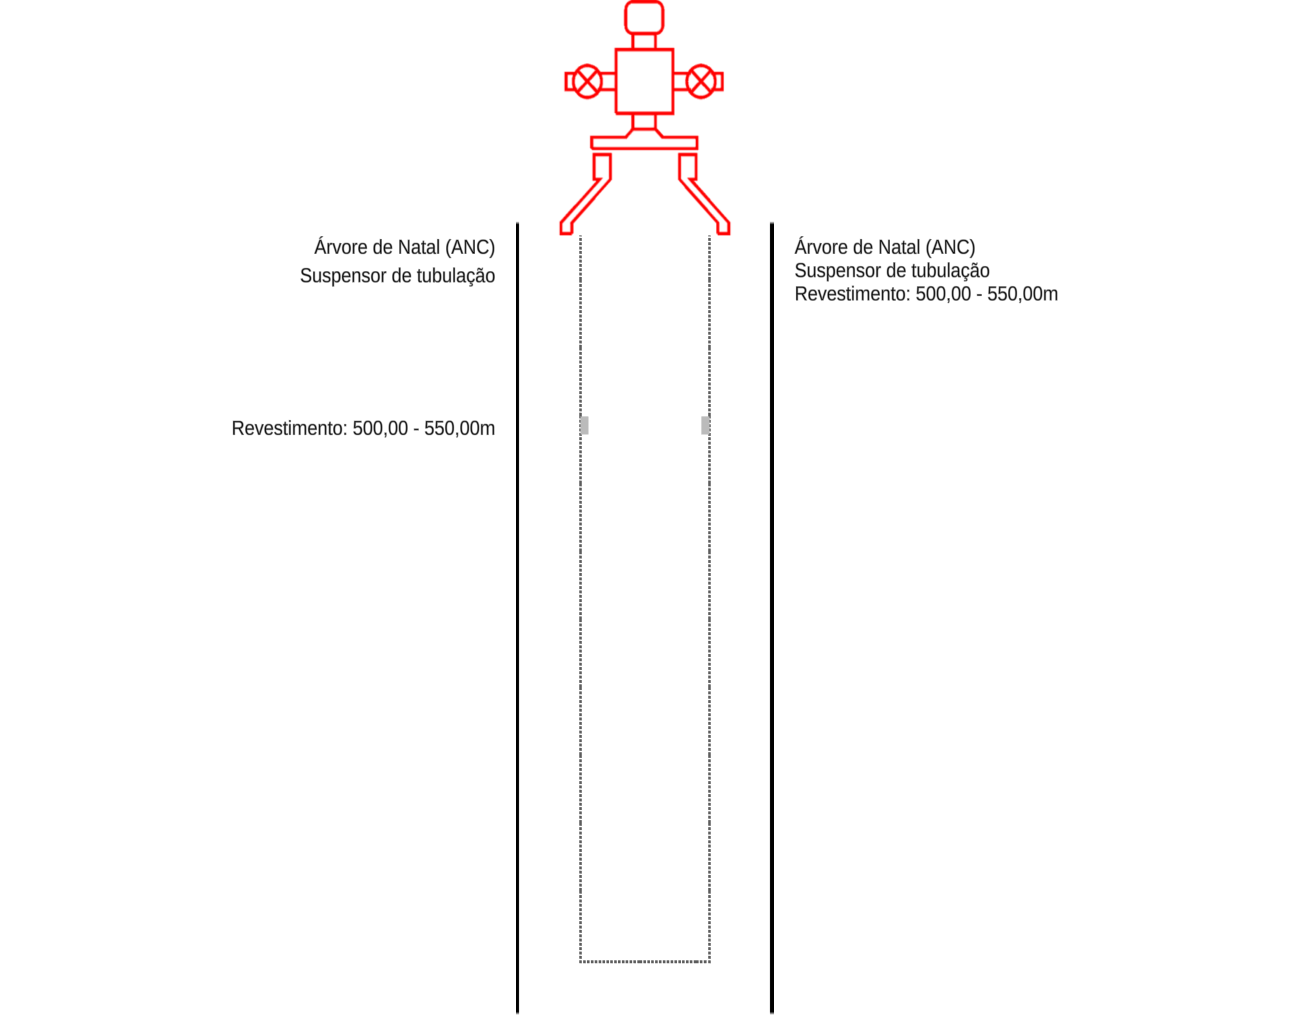 Árvore de Natal (ANC)
Suspensor de tubulação
Revestimento: 500,00 - 550,00m
Árvore de Natal (ANC)
Suspensor de tubulação
Revestimento: 500,00 - 550,00m